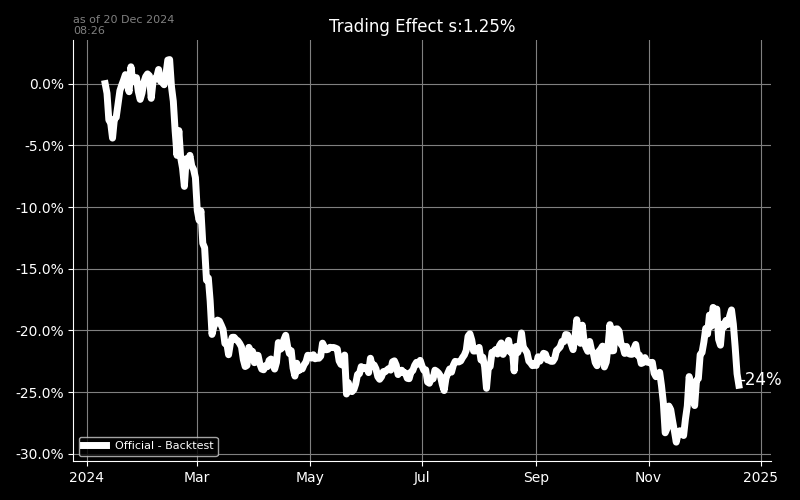 as of 20 Dec 2024
08:26
Trading Effect s:1.25%
0.0%
-5.0%
-10.0%
-15.0%
-20.0%
-25.0%
-30.0%
-24%
Official - Backtest
2024 Mar May Jul Sep Nov 2025